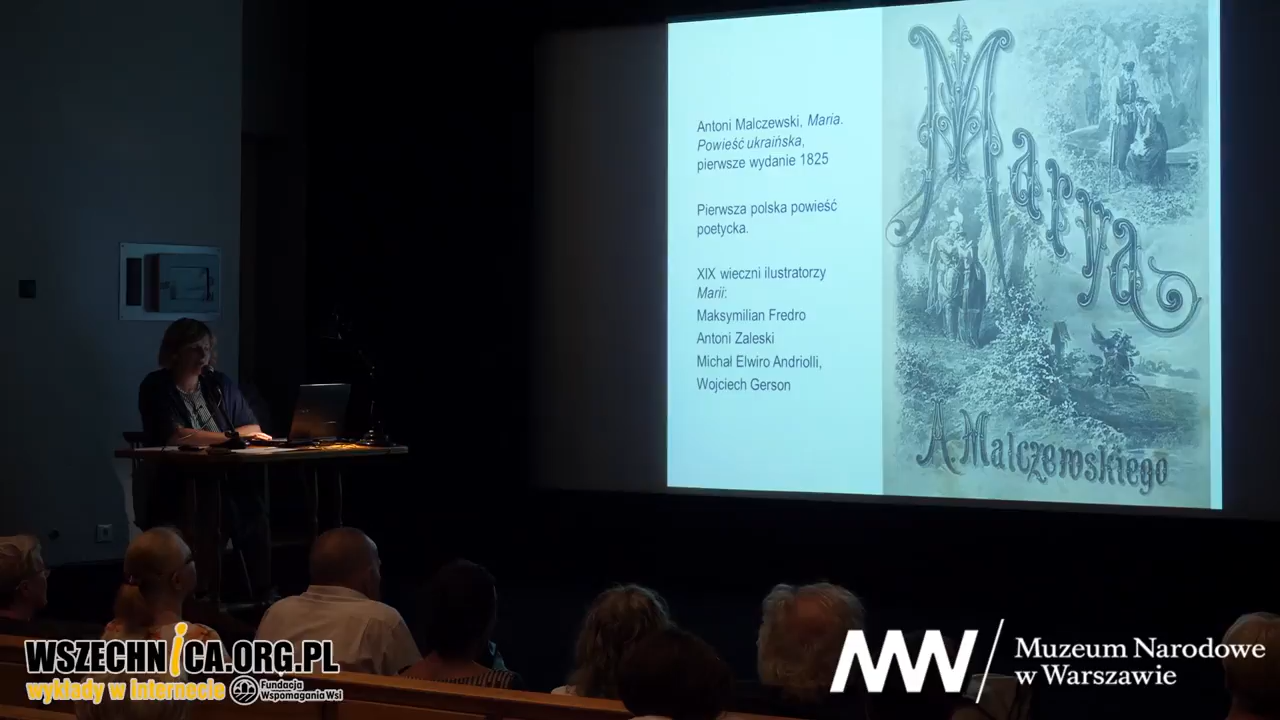 Antoni Malczewski, Maria.
Powieść ukraińska,
pierwsze wydanie 1825
Pierwsza polska powieść
poetycka.
XIX wieczni ilustratorzy
Marii:
Maksymilian Fredro
Antoni Zaleski
Michał Elwiro Andriolli,
Wojciech Gerson
Marya
A. Malczewskiego
WSZECHNICA.ORG.PL
wykłady w Internecie
Fundacja
Wspomagania Wsi
MNW
Muzeum Narodowe
w Warszawie